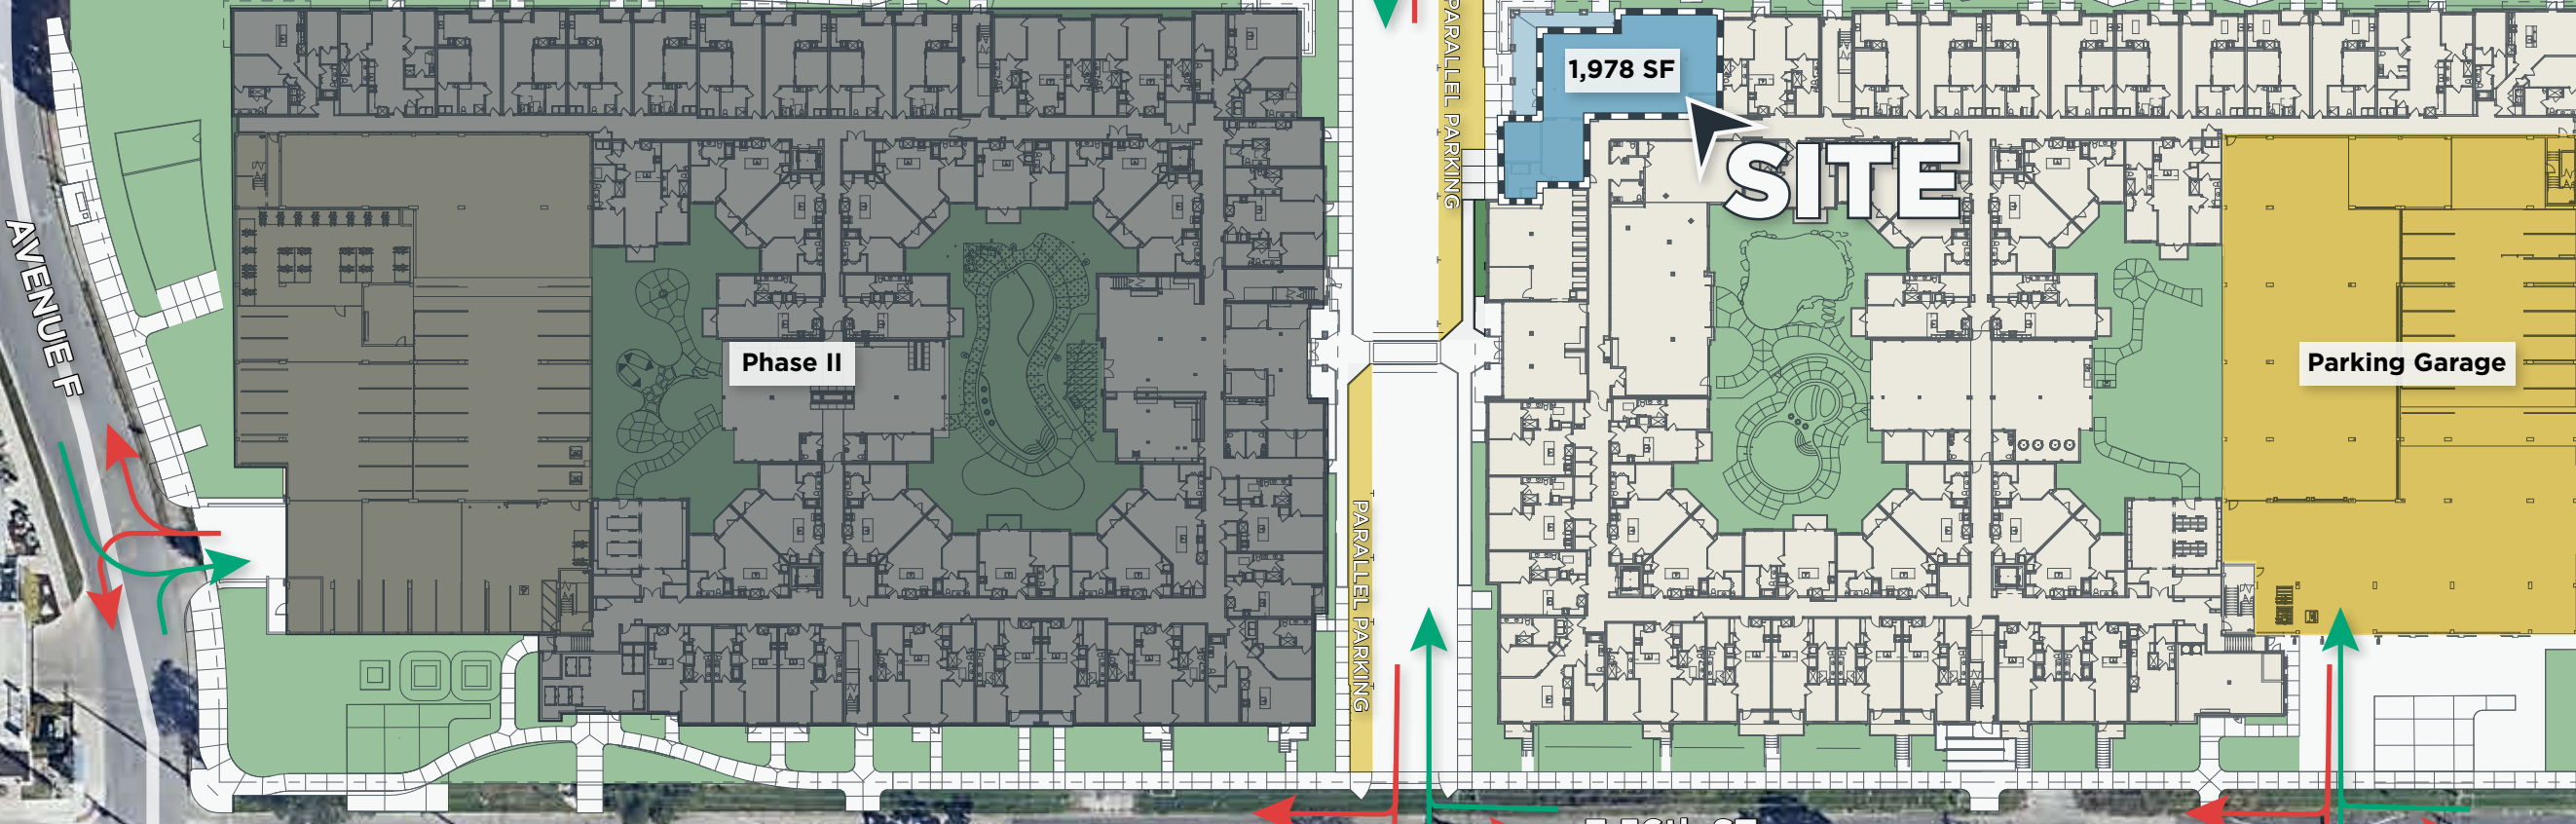 PARALLEL PARKING
1,978 SF
SITE
AVENUE F
Phase II
Parking Garage
PARALLEL PARKING